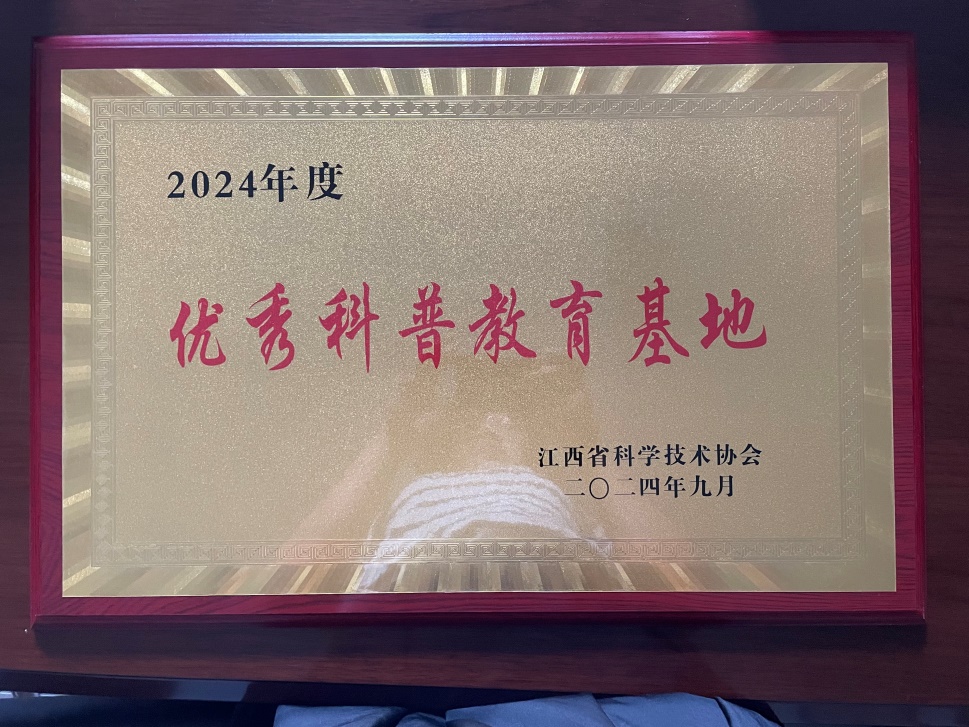 2024年度
优秀科普教育基地
江西省科学技术协会
二〇二四年九月